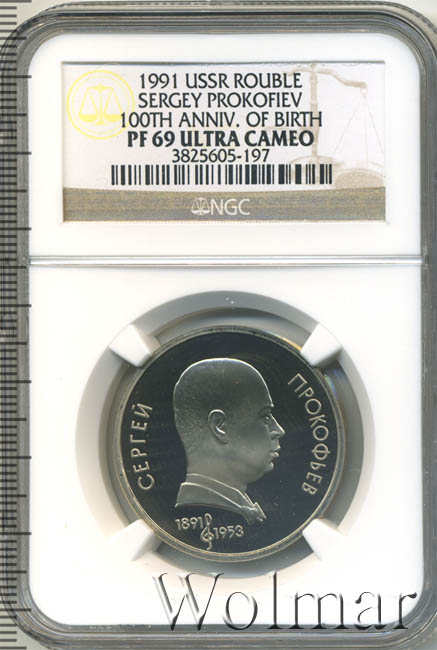 1991 USSR ROUBLE
SERGEY PROKOFIEV
100TH ANNIV. OF BIRTH
PF 69 ULTRA CAMEO
3825605-197
NGC
СЕРГЕЙ
ПРОКОФЬЕВ
1891
1953
Wolmar